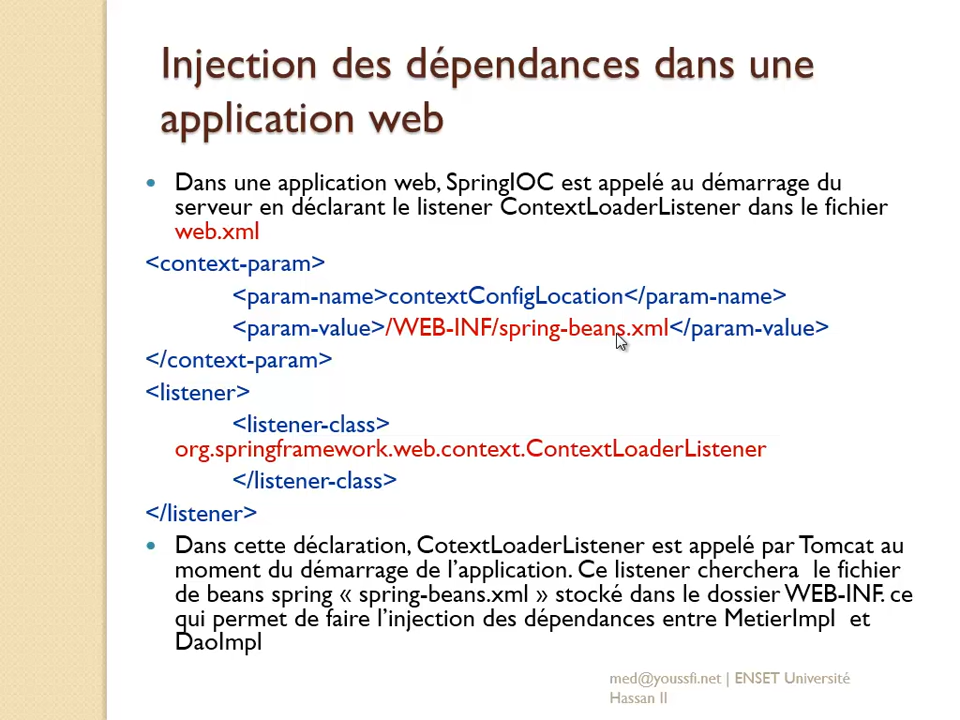 Injection des dépendances dans une
application web
• Dans une application web, SpringIOC est appelé au démarrage du
serveur en déclarant le listener ContextLoaderListener dans le fichier
web.xml
<context-param>
<param-name>contextConfigLocation</param-name>
<param-value>/WEB-INF/spring-beans.xml</param-value>
</context-param>
<listener>
<listener-class>
org.springframework.web.context.ContextLoaderListener
</listener-class>
</listener>
• Dans cette déclaration, CotextLoaderListener est appelé par Tomcat au
moment du démarrage de l'application. Ce listener cherchera le fichier
de beans spring « spring-beans.xml » stocké dans le dossier WEB-INF. ce
qui permet de faire l'injection des dépendances entre MetierImpl et
DaoImpl
med@youssfi.net | ENSET Université
Hassan II